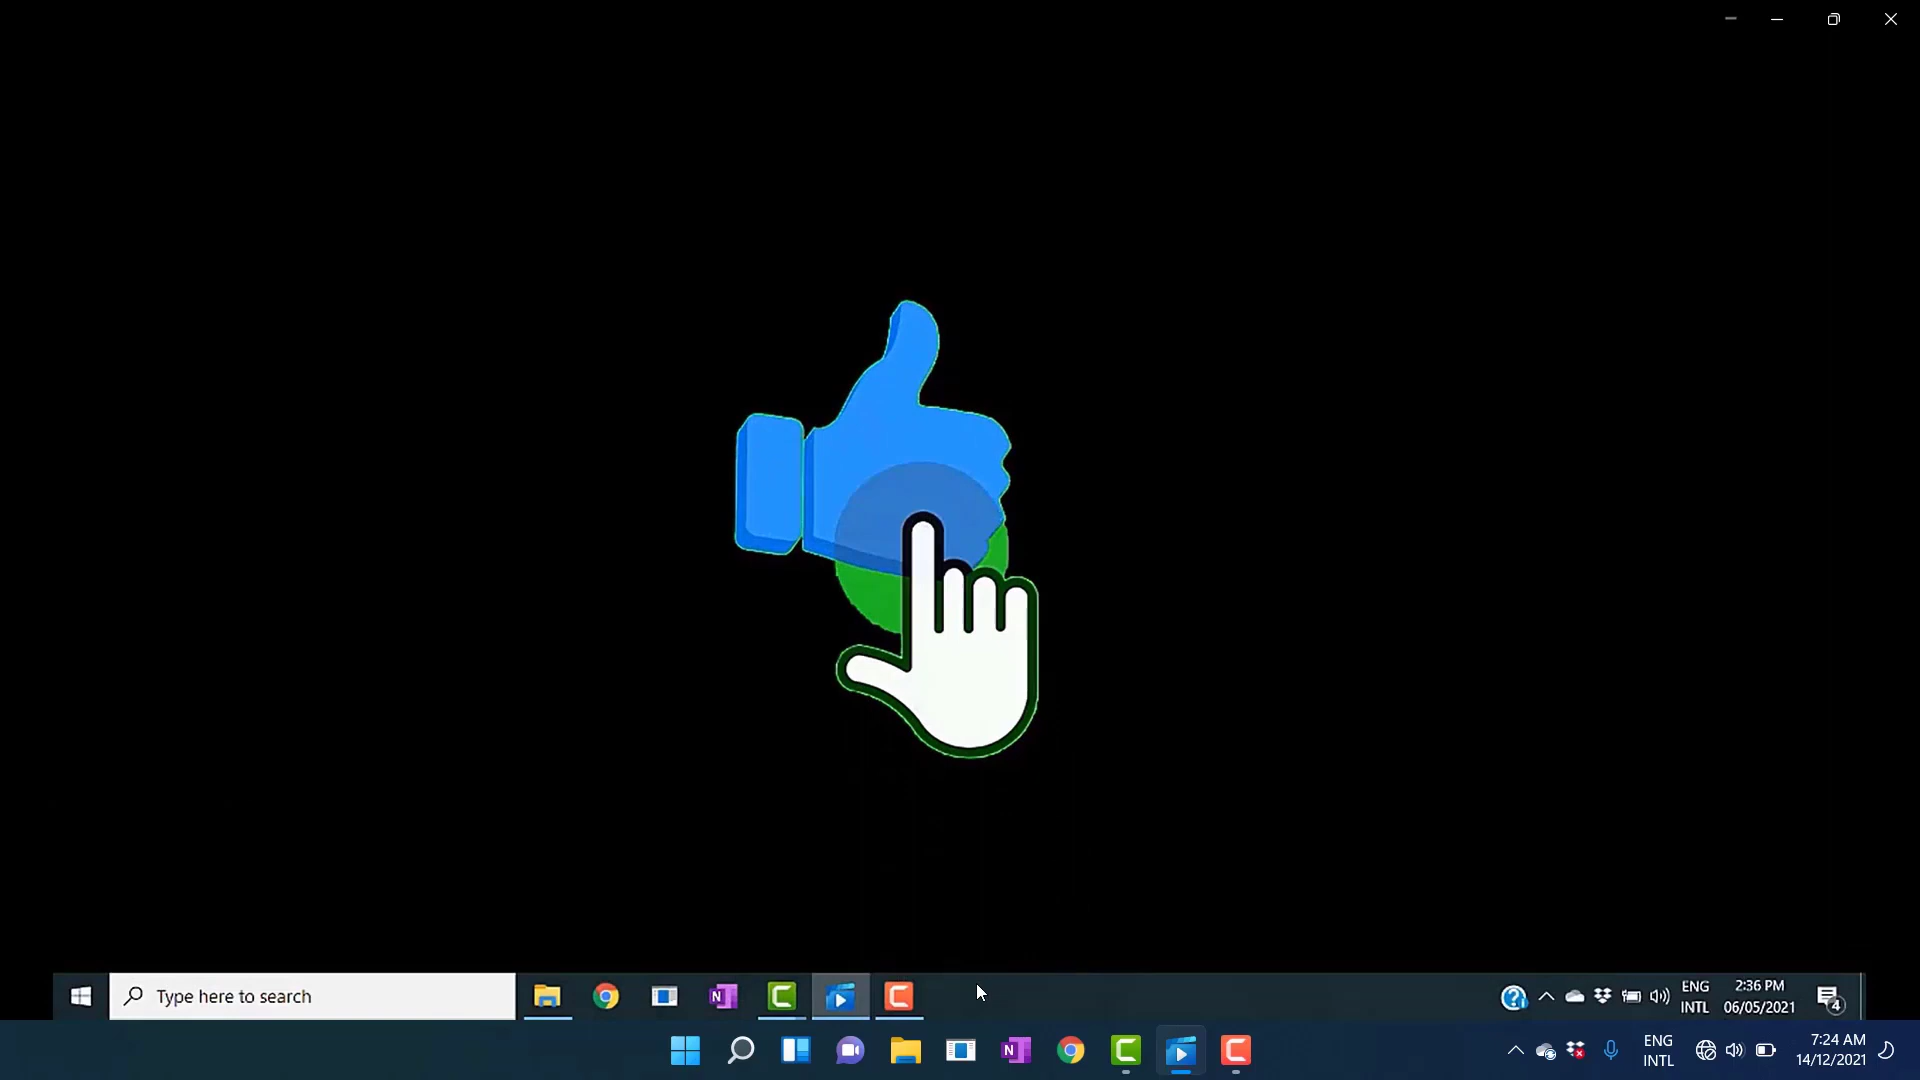 Type here to search
N
ENG
INTL
2:36 PM
06/05/2021
4
N
ENG
INTL
7:24 AM
14/12/2021